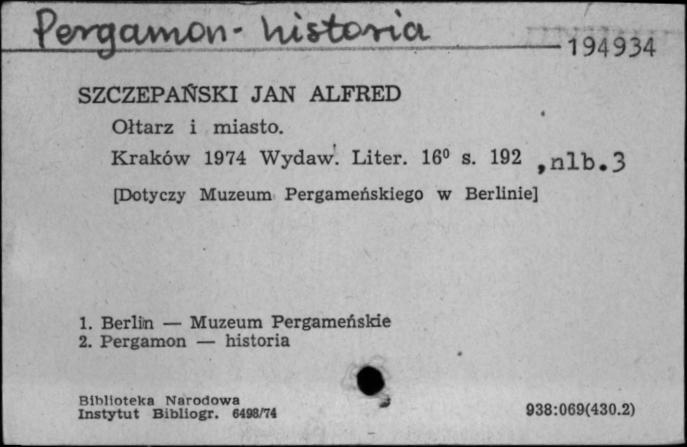 Pergamon - historia
194934
SZCZEPAŃSKI JAN ALFRED
Ołtarz i miasto.
Kraków 1974 Wydaw. Liter. 16⁰ s. 192 , nlb. 3
[Dotyczy Muzeum Pergameńskiego w Berlinie]
1. Berlin — Muzeum Pergameńskie
2. Pergamon — historia
Biblioteka Narodowa
Instytut Bibliogr. 6498/74
938:069(430.2)